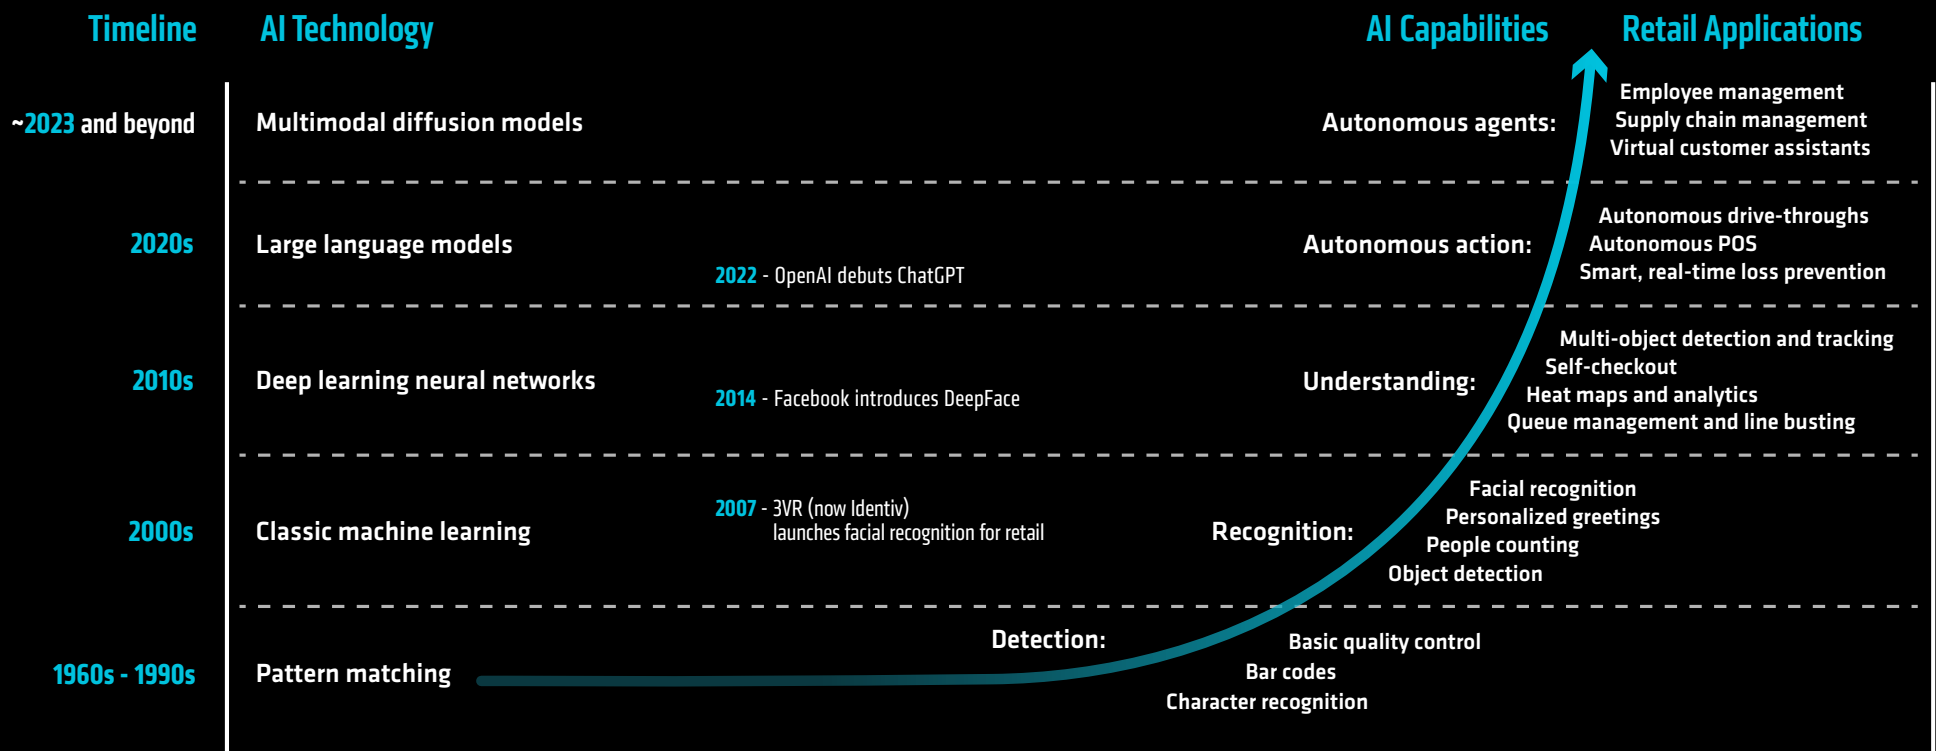 Timeline AI Technology AI Capabilities Retail Applications
~2023 and beyond
Multimodal diffusion models
Autonomous agents:
Employee management
Supply chain management
Virtual customer assistants
2020s
Large language models
2022 - OpenAI debuts ChatGPT
Autonomous action:
Autonomous drive-throughs
Autonomous POS
Smart, real-time loss prevention
2010s
Deep learning neural networks
2014 - Facebook introduces DeepFace
Understanding:
Multi-object detection and tracking
Self-checkout
Heat maps and analytics
Queue management and line busting
2000s
Classic machine learning
2007 - 3VR (now Identiv)
launches facial recognition for retail
Recognition:
Facial recognition
Personalized greetings
People counting
Object detection
1960s - 1990s
Pattern matching
Detection:
Basic quality control
Bar codes
Character recognition